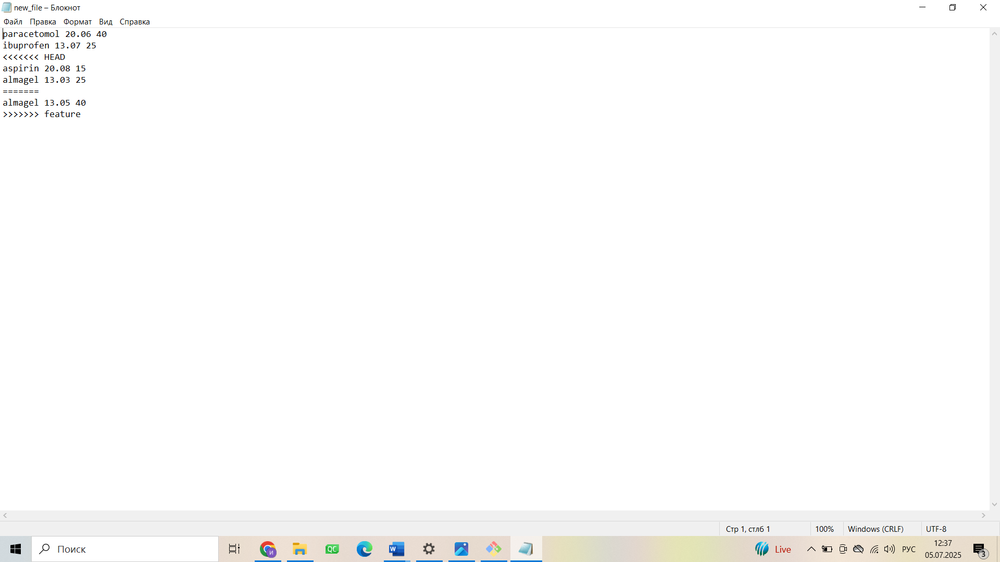 new_file – Блокнот
Файл Правка Формат Вид Справка
paracetomol 20.06 40
ibuprofen 13.07 25
<<<<<<< HEAD
aspirin 20.08 15
almagel 13.03 25
=======
almagel 13.05 40
>>>>>>> feature
Стр 1, стлб 1 100% Windows (CRLF) UTF-8
Поиск
QC
W
И
Live
РУС
12:37
05.07.2025
3